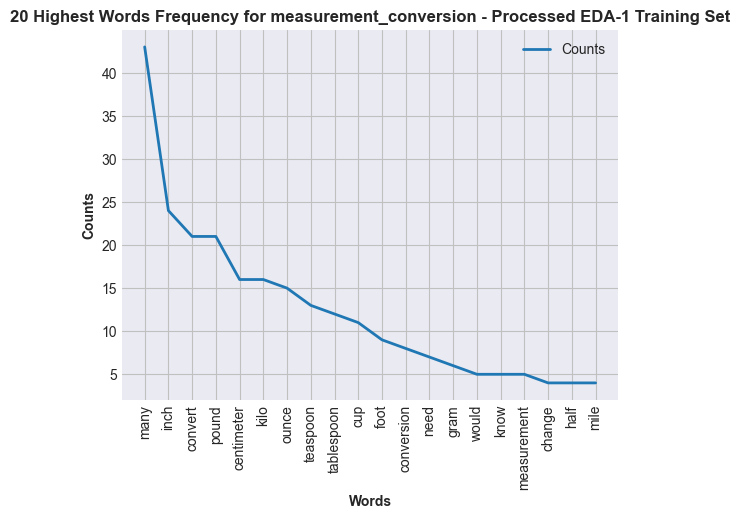 20 Highest Words Frequency for measurement_conversion - Processed EDA-1 Training Set
Counts
Counts
40
35
30
25
20
15
10
5
many
inch
convert
pound
centimeter
kilo
ounce
teaspoon
tablespoon
cup
foot
conversion
need
gram
would
know
measurement
change
half
mile
Words